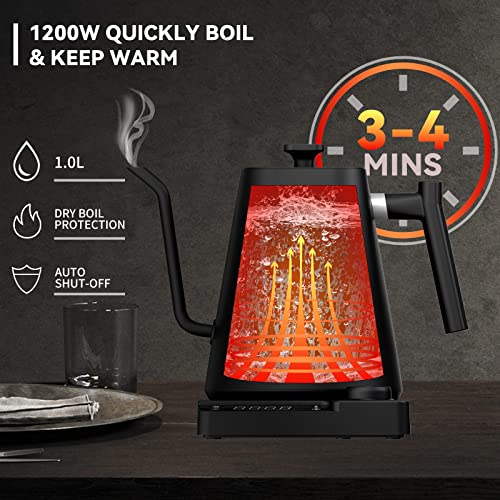 1200W QUICKLY BOIL
& KEEP WARM
3-4
MINS
1.0L
DRY BOIL
PROTECTION
AUTO
SHUT-OFF